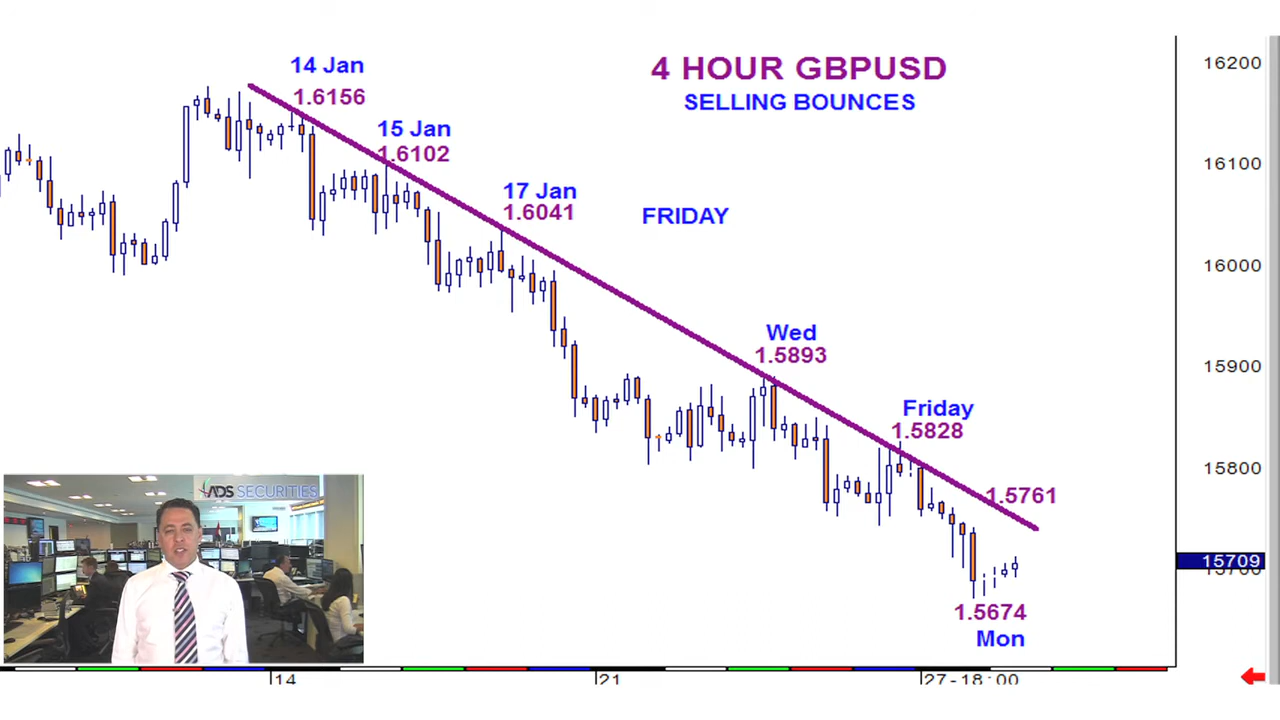 4 HOUR GBPUSD
SELLING BOUNCES
14 Jan
1.6156
15 Jan
1.6102
17 Jan
1.6041
FRIDAY
Wed
1.5893
Friday
1.5828
1.5761
1.5674
Mon
16200
16100
16000
15900
15800
15709
15700
ADS SECURITIES
14
21
27-18:00